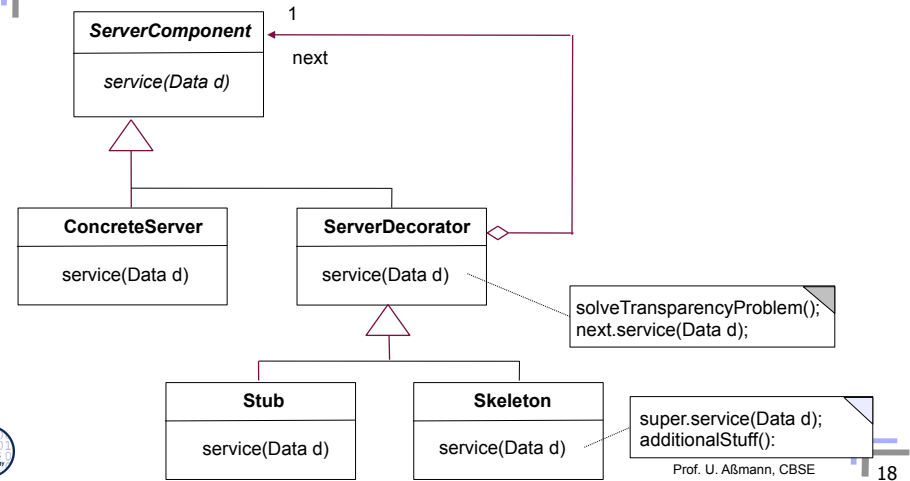 1
ServerComponent
next
service(Data d)
ConcreteServer
ServerDecorator
service(Data d)
service(Data d)
solveTransparencyProblem();
next.service(Data d);
Stub
Skeleton
service(Data d)
service(Data d)
super.service(Data d);
additionalStuff():
Prof. U. Aßmann, CBSE
18